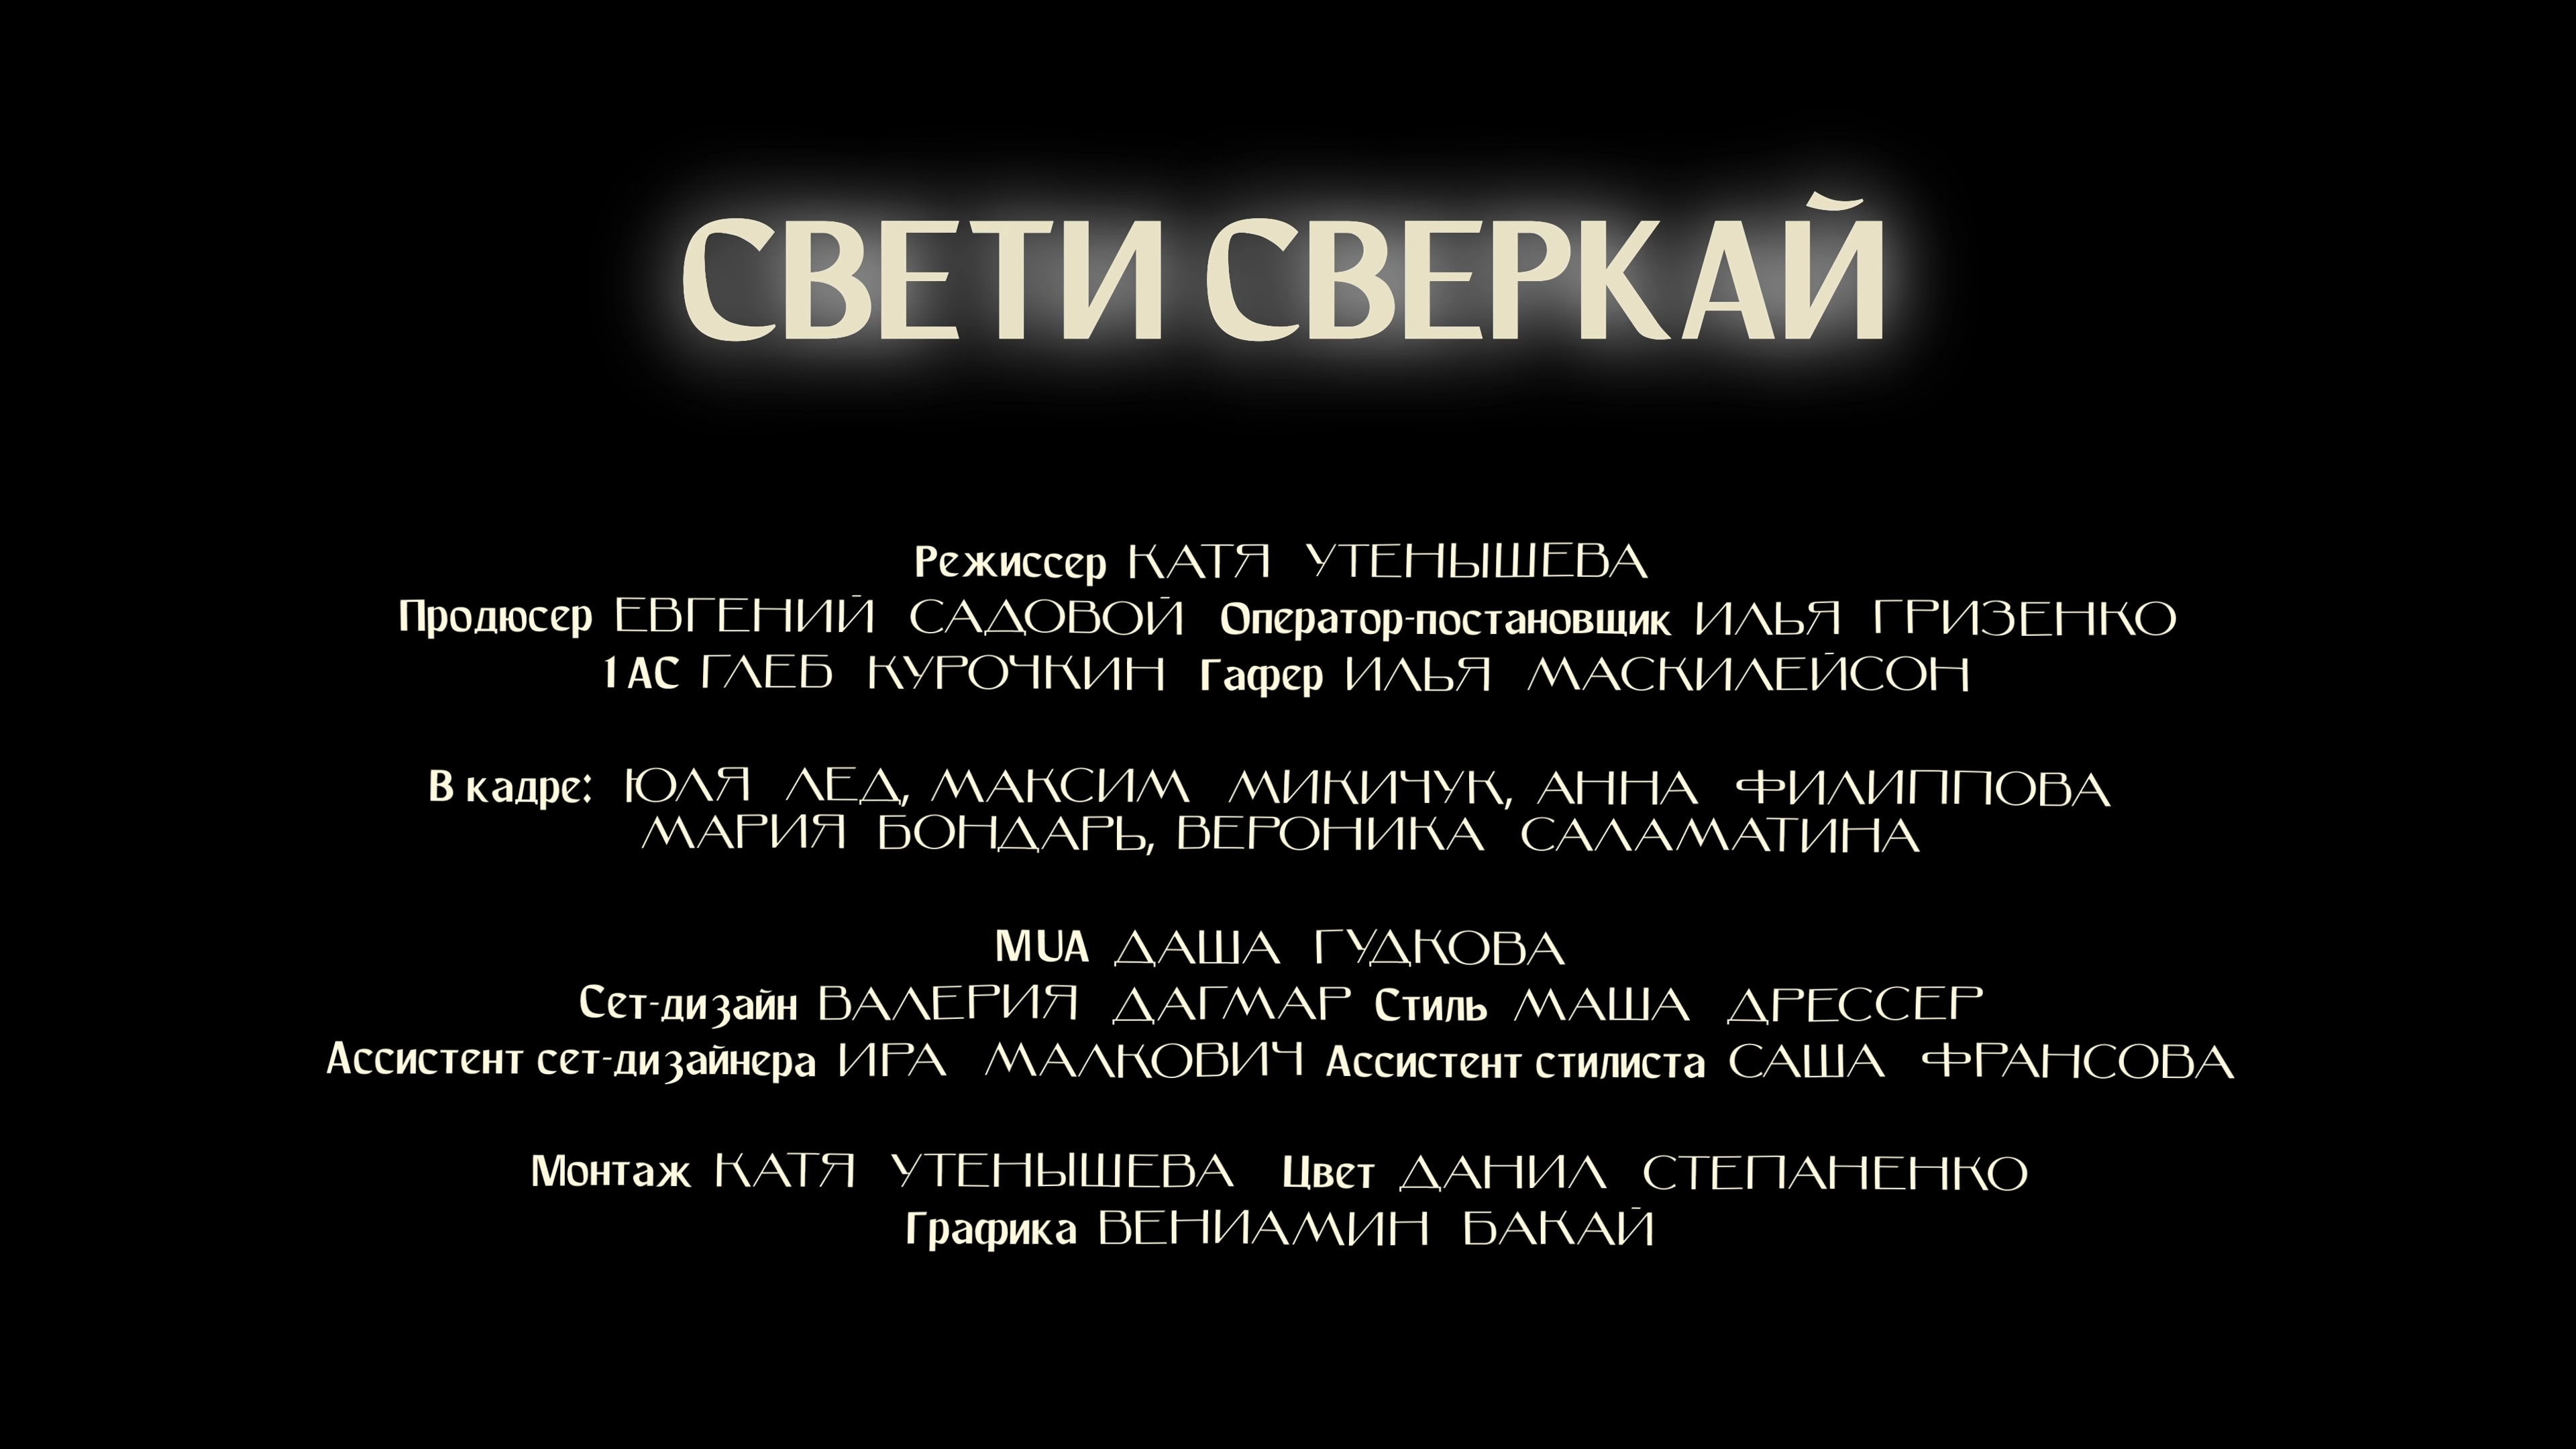 СВЕТИ СВЕРКАЙ
Режиссер КАТЯ УТЕНЫШЕВА
Продюсер ЕВГЕНИЙ САДОВОЙ Оператор-постановщик ИЛЬЯ ГРИЗЕНКО
1 АС ГЛЕБ КУРОЧКИН Гафер ИЛЬЯ МАСКИЛЕЙСОН
В кадре: ЮЛЯ ЛЕД, МАКСИМ МИКИЧУК, АННА ФИЛИППОВА
МАРИЯ БОНДАРЬ, ВЕРОНИКА САЛАМАТИНА
MUA ДАША ГУДКОВА
Сет-дизайн ВАЛЕРИЯ ДАГМАР Стиль МАША ДРЕССЕР
Ассистент сет-дизайнера ИРА МАЛКОВИЧ Ассистент стилиста САША ФРАНСОВА
Монтаж КАТЯ УТЕНЫШЕВА Цвет ДАНИЛ СТЕПАНЕНКО
Графика ВЕНИАМИН БАКАЙ